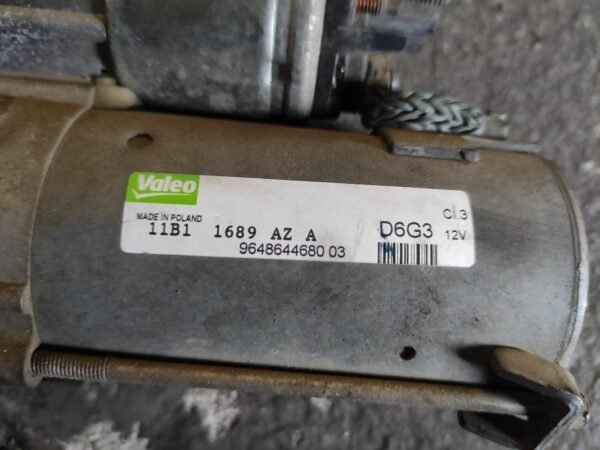 Valeo
MADE IN POLAND
11B1 1689 AZ A
9648644680 03
D6G3
Cl.3
12V